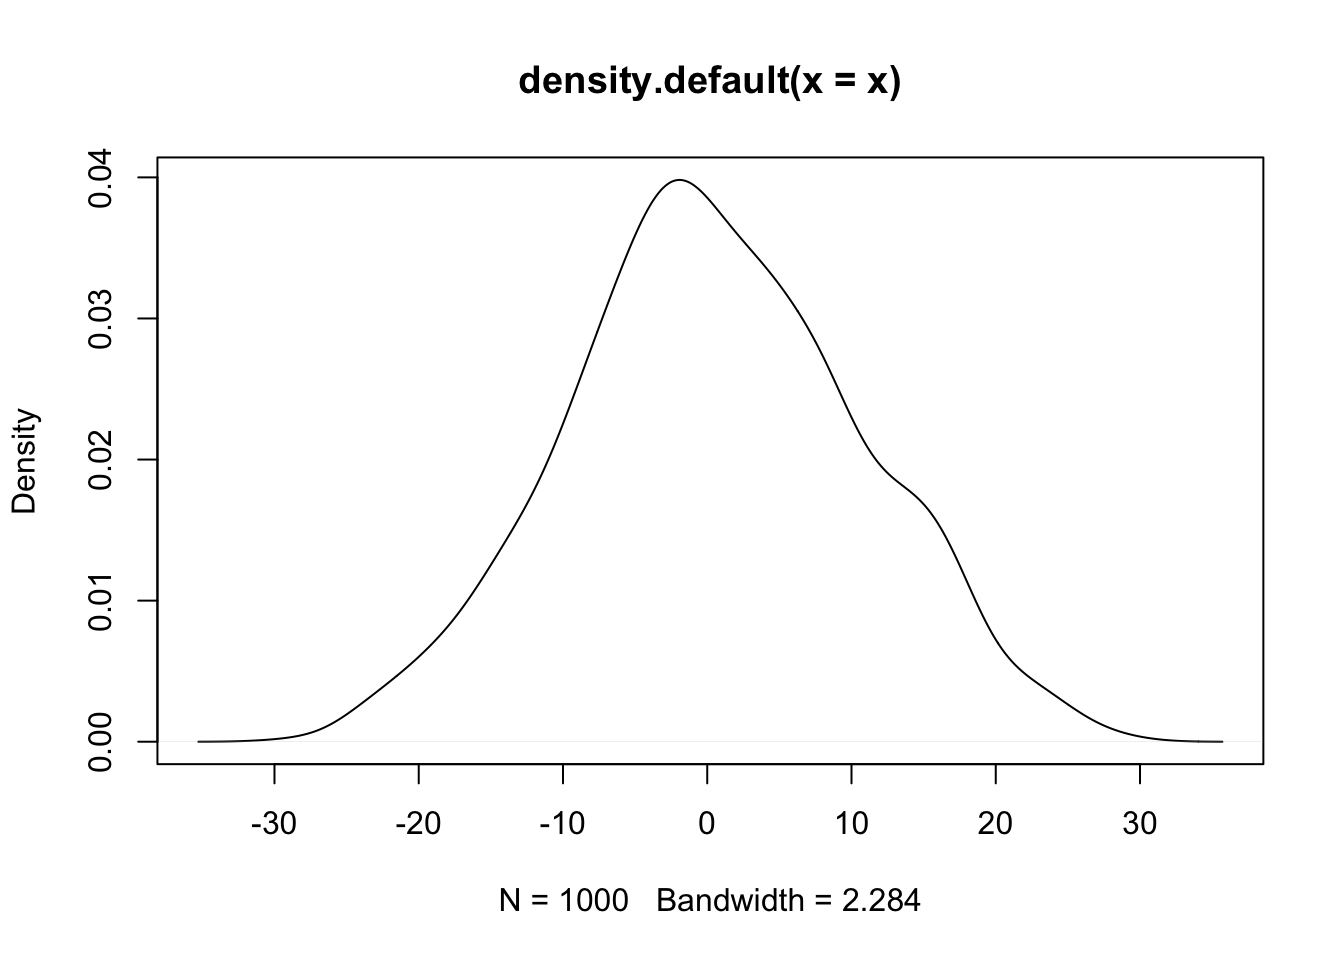 density.default(x = x)
Density
0.04
0.03
0.02
0.01
0.00
-30 -20 -10 0 10 20 30
N = 1000 Bandwidth = 2.284